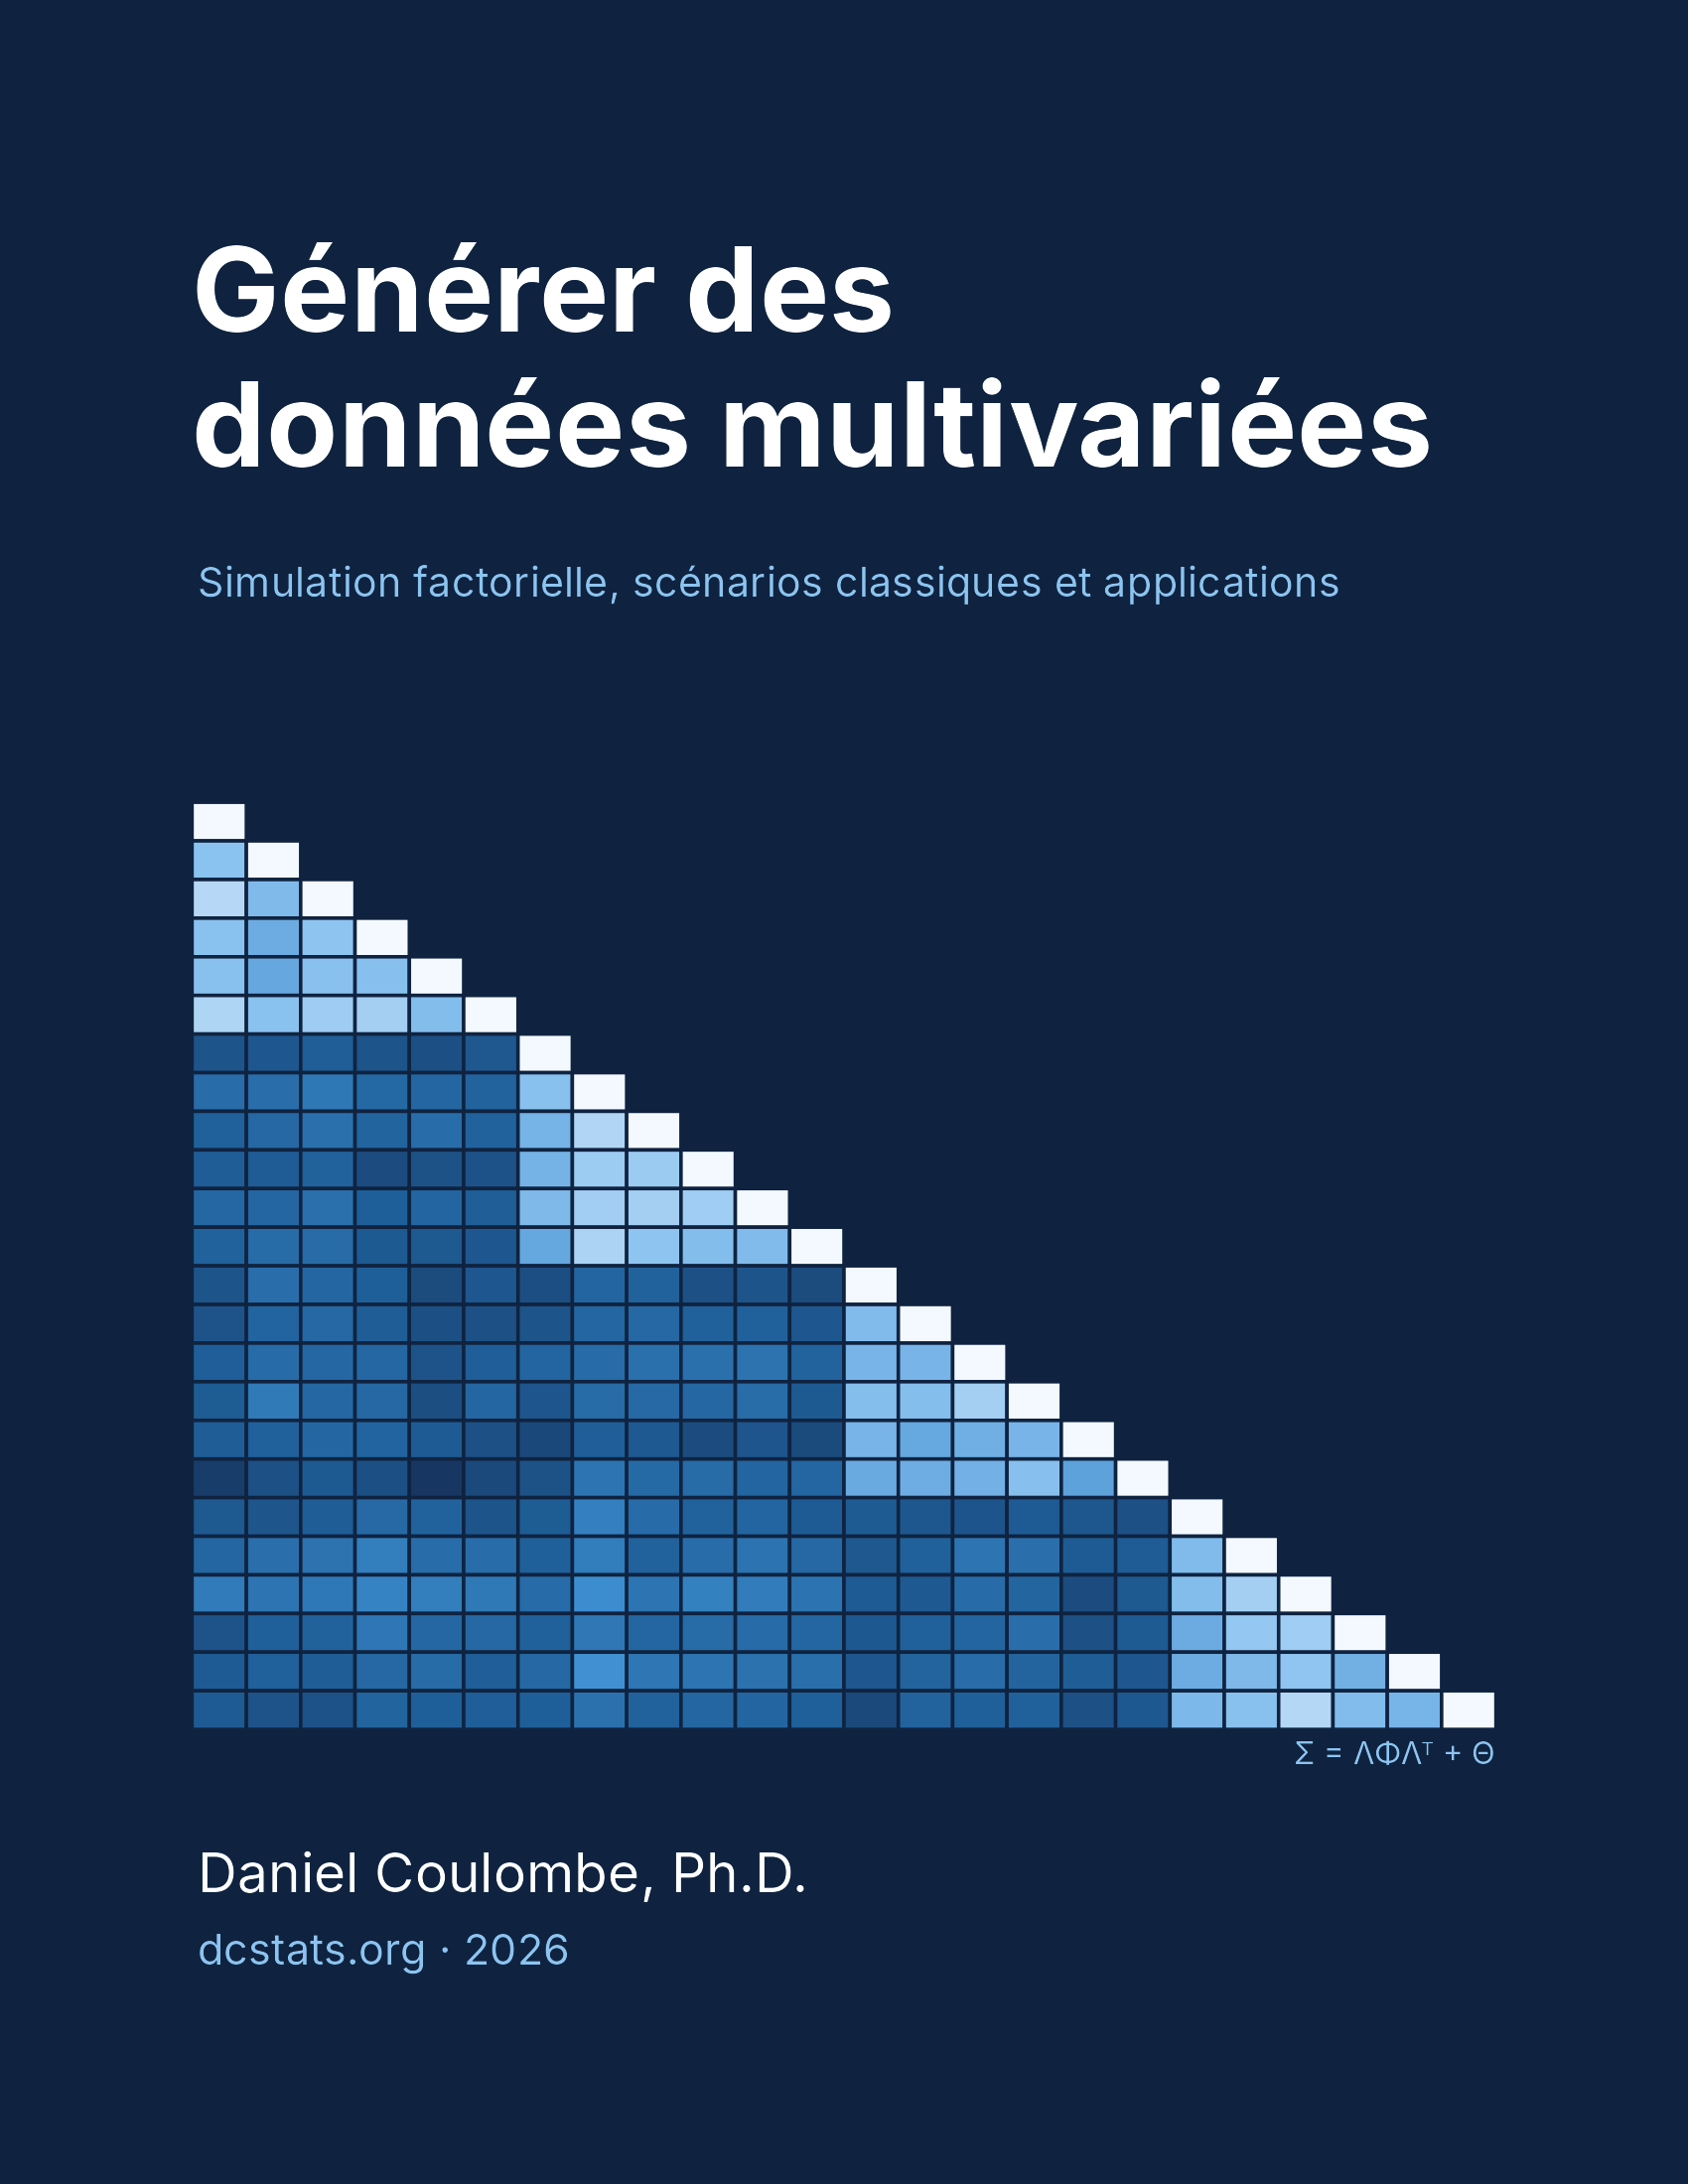 Générer des
données multivariées
Simulation factorielle, scénarios classiques et applications
Σ = ΛΦΛᵀ + Θ
Daniel Coulombe, Ph.D.
dcstats.org · 2026